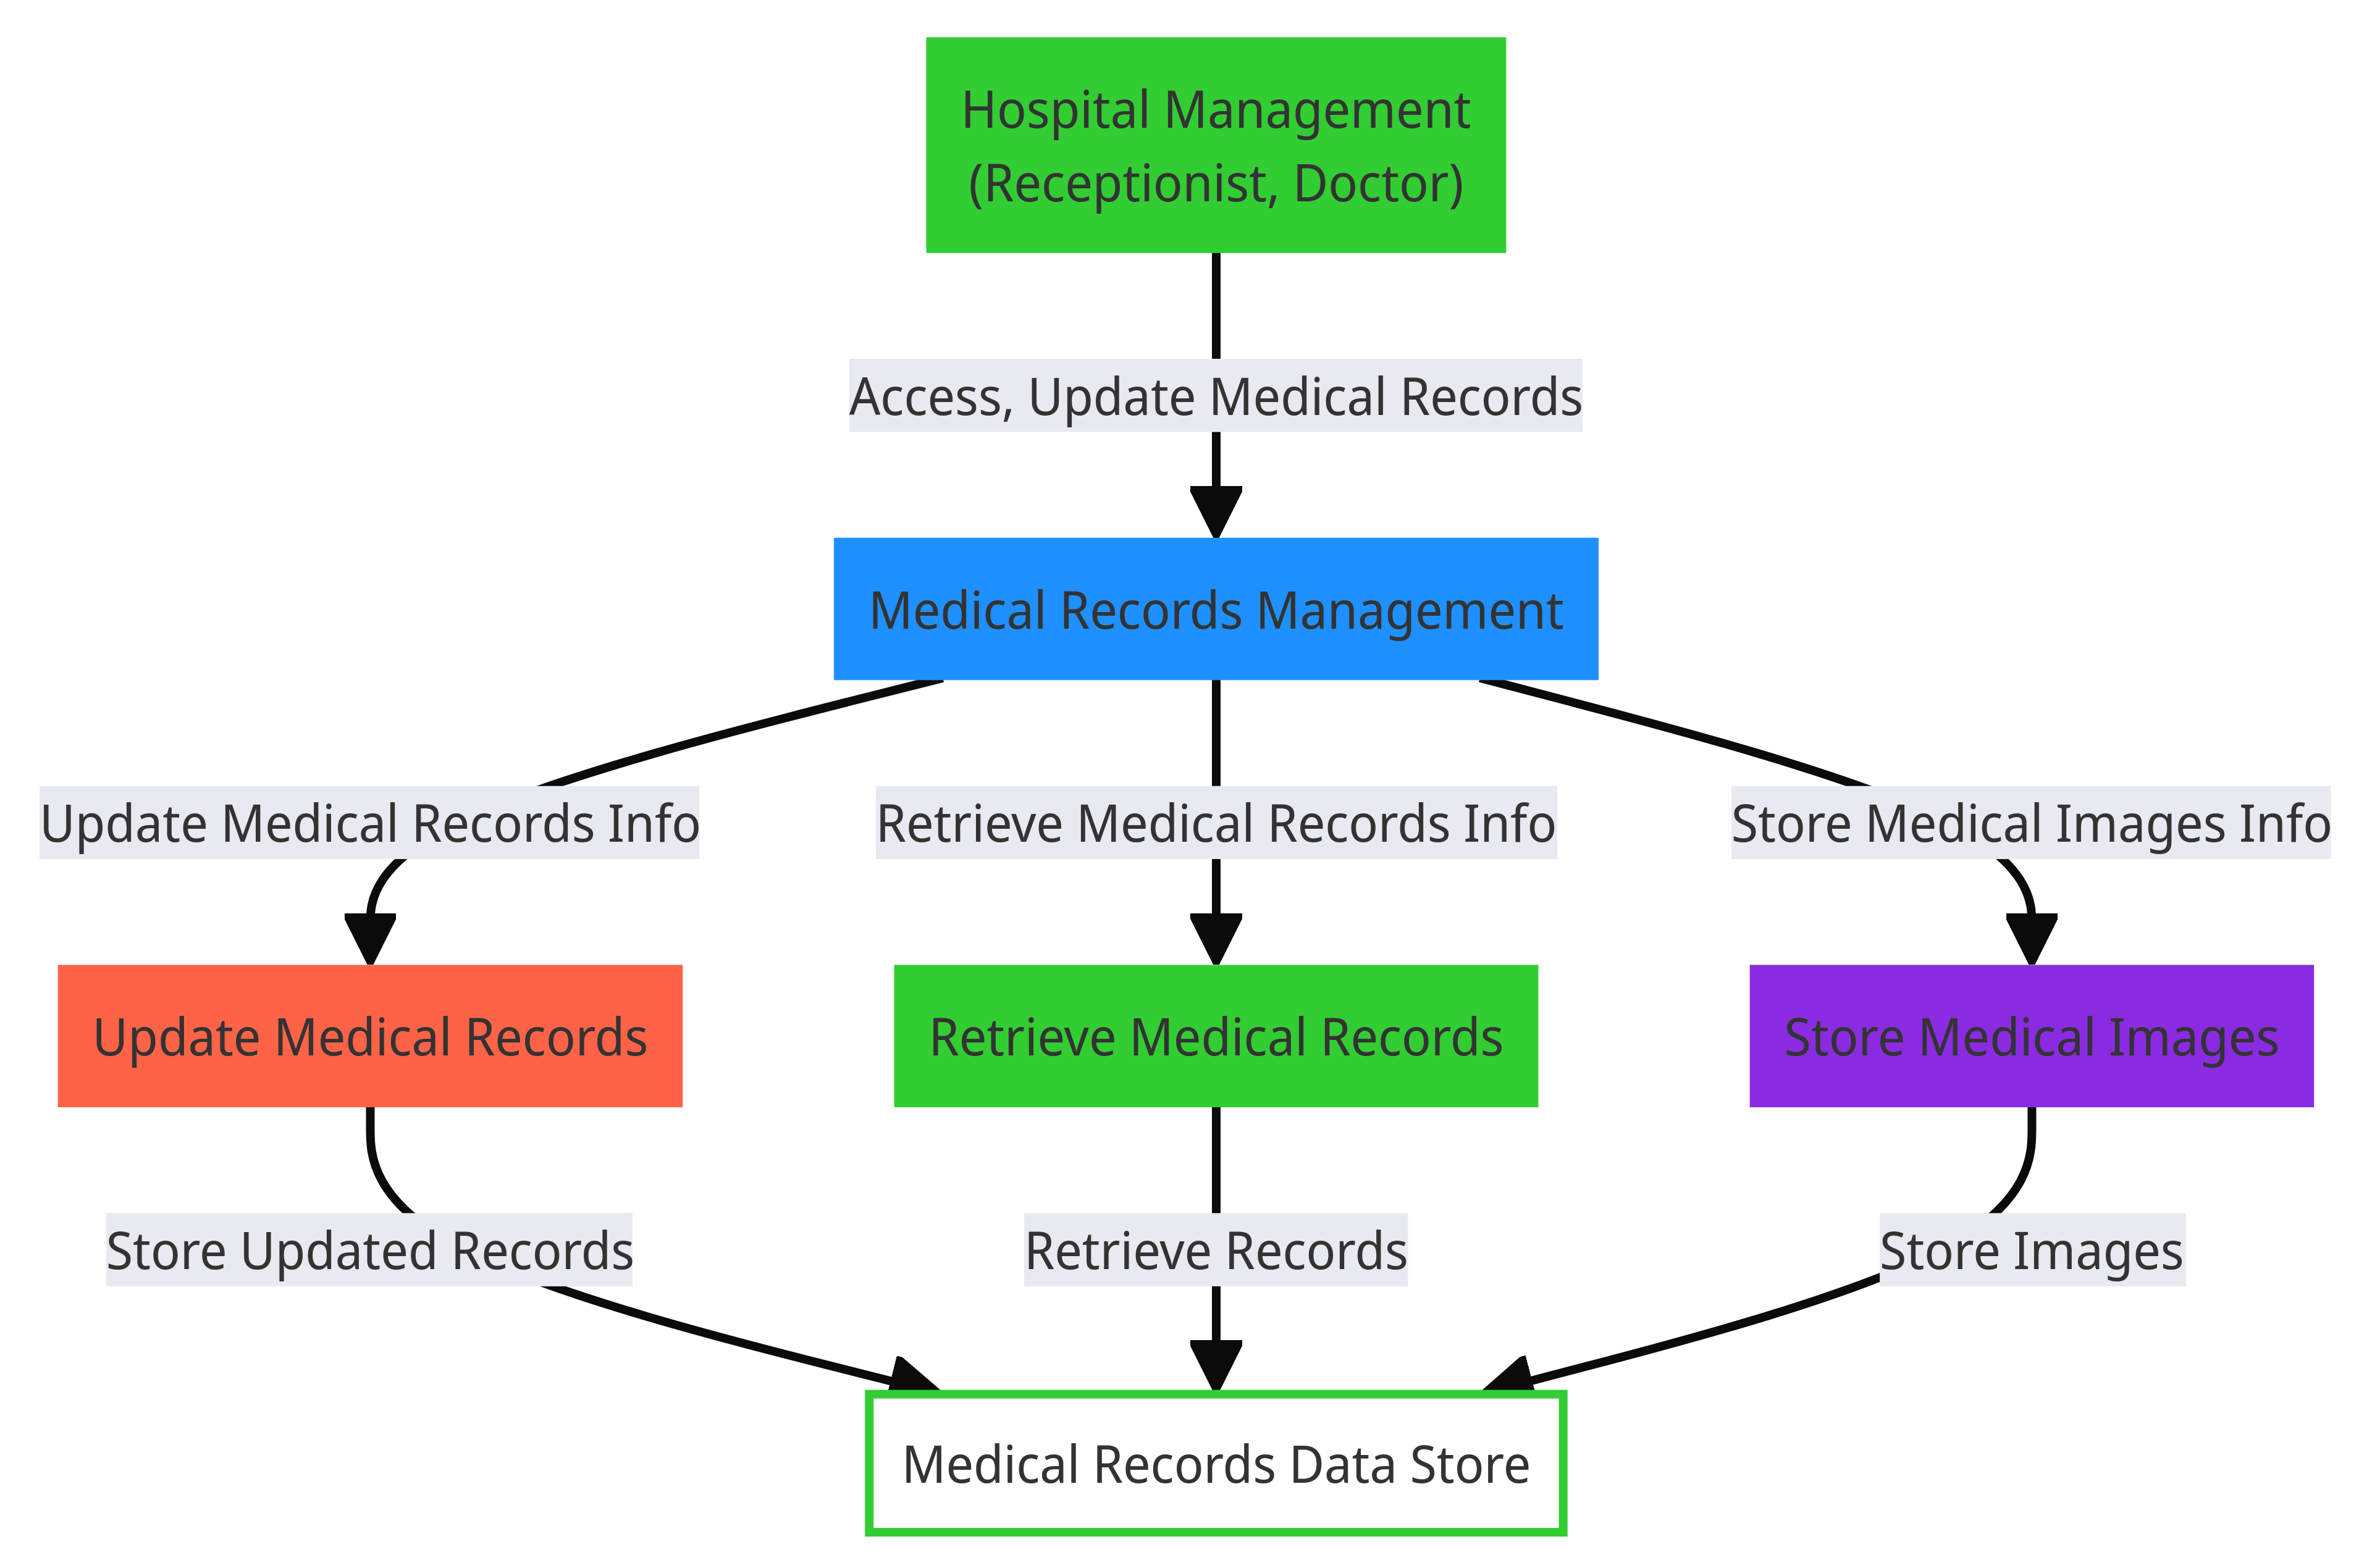 Hospital Management
(Receptionist, Doctor)
Access, Update Medical Records
Medical Records Management
Update Medical Records Info
Retrieve Medical Records Info
Store Medical Images Info
Update Medical Records
Retrieve Medical Records
Store Medical Images
Store Updated Records
Retrieve Records
Store Images
Medical Records Data Store